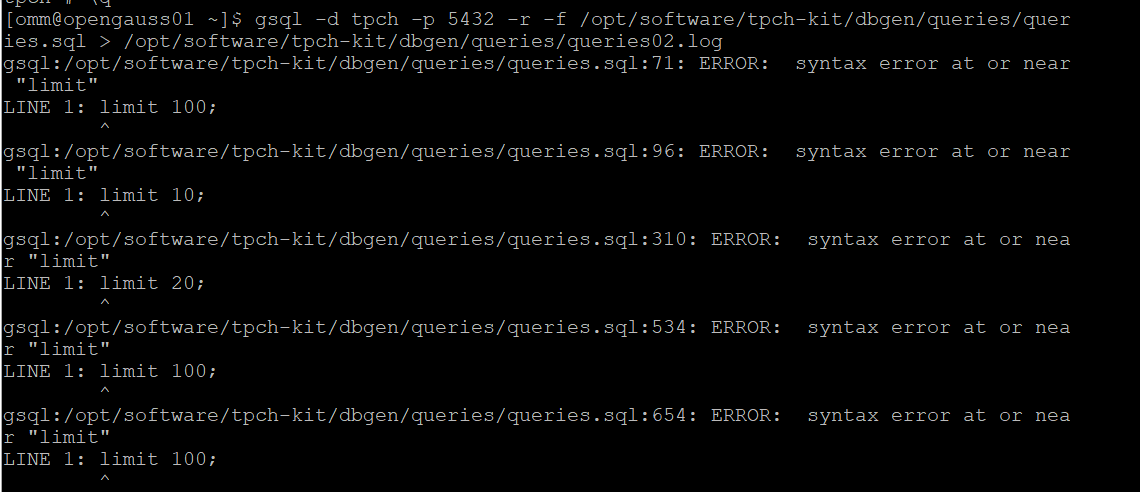 tpch-# \q
[omm@opengauss01 ~]$ gsql -d tpch -p 5432 -r -f /opt/software/tpch-kit/dbgen/queries/quer
ies.sql > /opt/software/tpch-kit/dbgen/queries/queries02.log
gsql:/opt/software/tpch-kit/dbgen/queries/queries.sql:71: ERROR:  syntax error at or near
 "limit"
LINE 1: limit 100;
        ^
gsql:/opt/software/tpch-kit/dbgen/queries/queries.sql:96: ERROR:  syntax error at or near
 "limit"
LINE 1: limit 10;
        ^
gsql:/opt/software/tpch-kit/dbgen/queries/queries.sql:310: ERROR:  syntax error at or nea
r "limit"
LINE 1: limit 20;
        ^
gsql:/opt/software/tpch-kit/dbgen/queries/queries.sql:534: ERROR:  syntax error at or nea
r "limit"
LINE 1: limit 100;
        ^
gsql:/opt/software/tpch-kit/dbgen/queries/queries.sql:654: ERROR:  syntax error at or nea
r "limit"
LINE 1: limit 100;
        ^